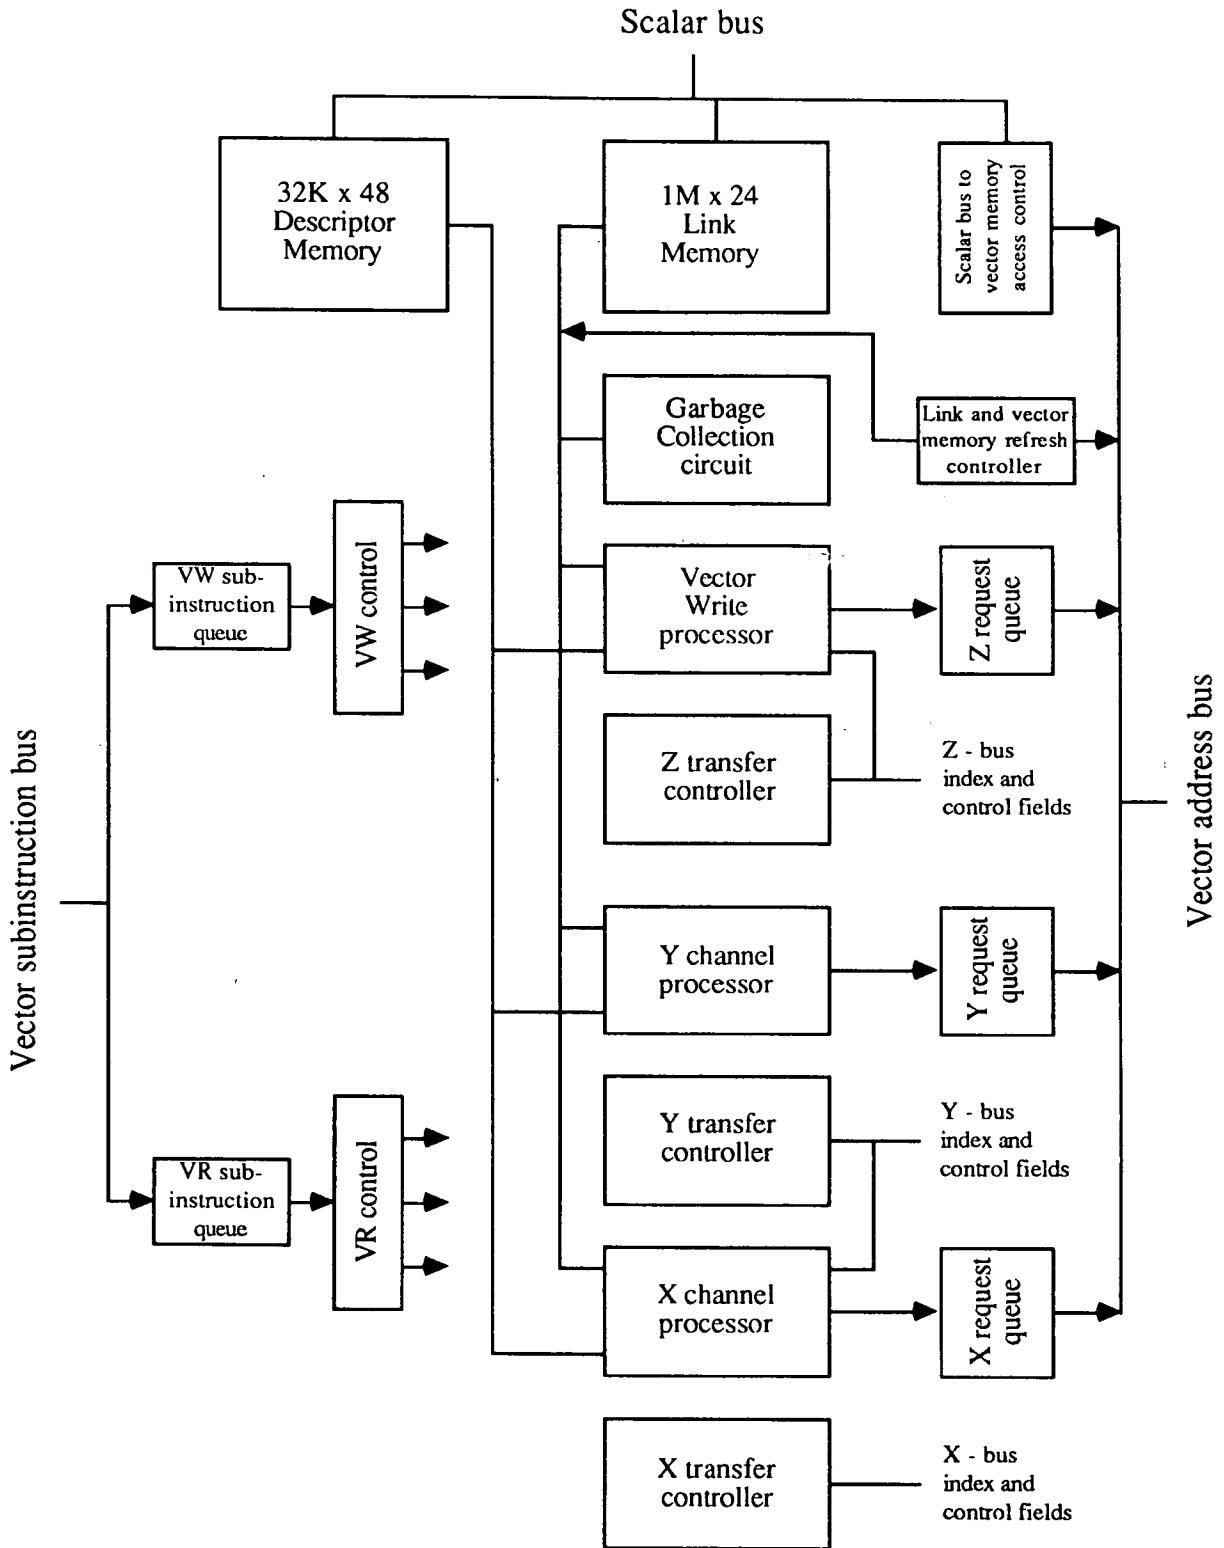 Scalar bus
32K x 48
Descriptor
Memory
1M x 24
Link
Memory
Scalar bus to
vector memory
access control
Garbage
Collection
circuit
Link and vector
memory refresh
controller
VW sub-
instruction
queue
VW control
Vector
Write
processor
Z request
queue
Z transfer
controller
Z - bus
index and
control fields
Vector subinstruction bus
Vector address bus
Y channel
processor
Y request
queue
Y transfer
controller
Y - bus
index and
control fields
VR sub-
instruction
queue
VR control
X channel
processor
X request
queue
X transfer
controller
X - bus
index and
control fields